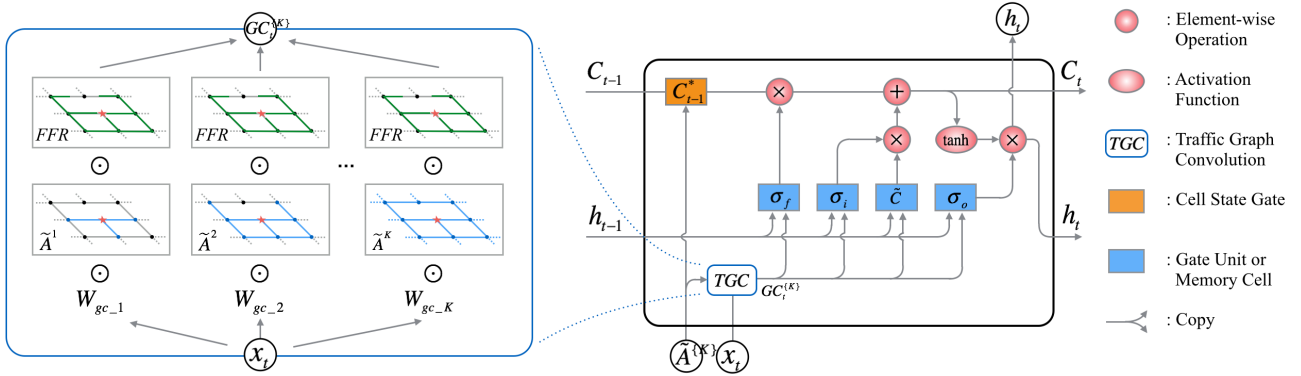 GC_t^{K}
FFR
FFR
FFR
...
Ã^1
Ã^2
Ã^K
W_gc_1
W_gc_2
W_gc_K
x_t
h_t
C_t-1
C*_t-1
×
+
C_t
×
tanh
×
σ_f
σ_i
C̃
σ_o
h_t-1
h_t
TGC
GC_t^{K}
Ã^{K}
x_t
: Element-wise
Operation
: Activation
Function
TGC
: Traffic Graph
Convolution
: Cell State Gate
: Gate Unit or
Memory Cell
: Copy